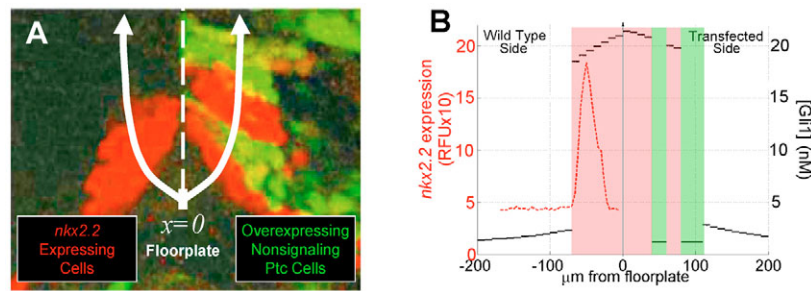 A
x=0
Floorplate
nkx2.2
Expressing
Cells
Overexpressing
Nonsignaling
Ptc Cells
B
Wild Type
Side
Transfected
Side
nkx2.2 expression
(RFUx10)
20
15
10
5
0
[Gli1] (nM)
20
15
10
5
-200
-100
0
100
200
μm from floorplate